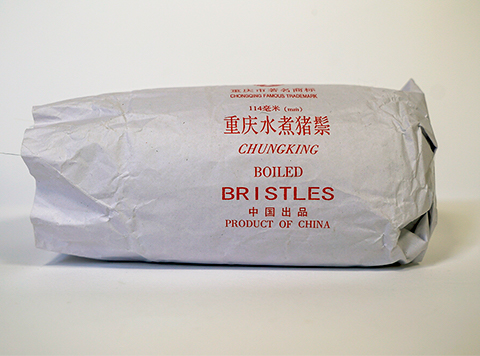 重庆市著名商标
CHONGQING FAMOUS TRADEMARK
114毫米(mm)
重庆水煮猪鬃
CHUNGKING
BOILED
BRISTLES
中国出品
PRODUCT OF CHINA